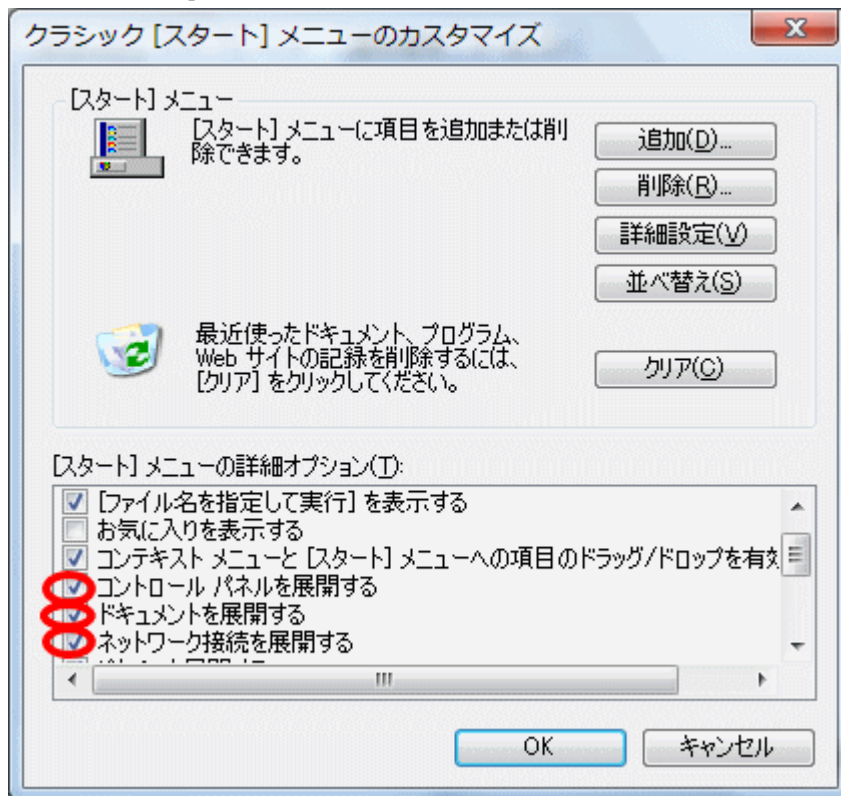 クラシック [スタート] メニューのカスタマイズ
[スタート] メニュー
[スタート] メニューに項目を追加または削
除できます。
追加(D)...
削除(R)...
詳細設定(V)
並べ替え(S)
最近使ったドキュメント、プログラム、
Web サイトの記録を削除するには、
[クリア] をクリックしてください。
クリア(C)
[スタート] メニューの詳細オプション(T):
[ファイル名を指定して実行] を表示する
お気に入りを表示する
コンテキスト メニューと [スタート] メニューへの項目のドラッグ/ドロップを有効
コントロール パネルを展開する
ドキュメントを展開する
ネットワーク接続を展開する
OK
キャンセル